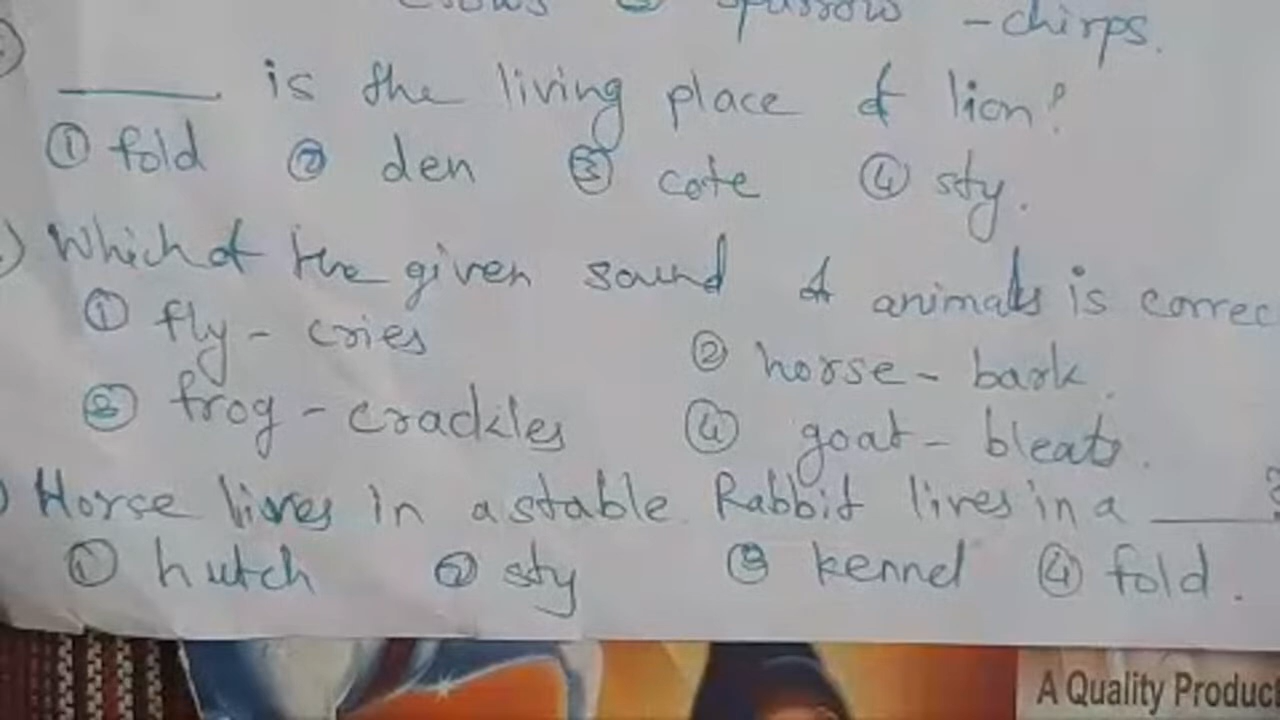 sparrow - chirps.
_____ is the living place of lion?
① fold ② den ③ cote ④ sty.
) Which of the given sound of animals is correc
① fly - cries ② horse - bark.
③ frog - crackles ④ goat - bleats.
) Horse lives in a stable. Rabbit lives in a _____?
① hutch ② sty ③ kennel ④ fold.
A Quality Product